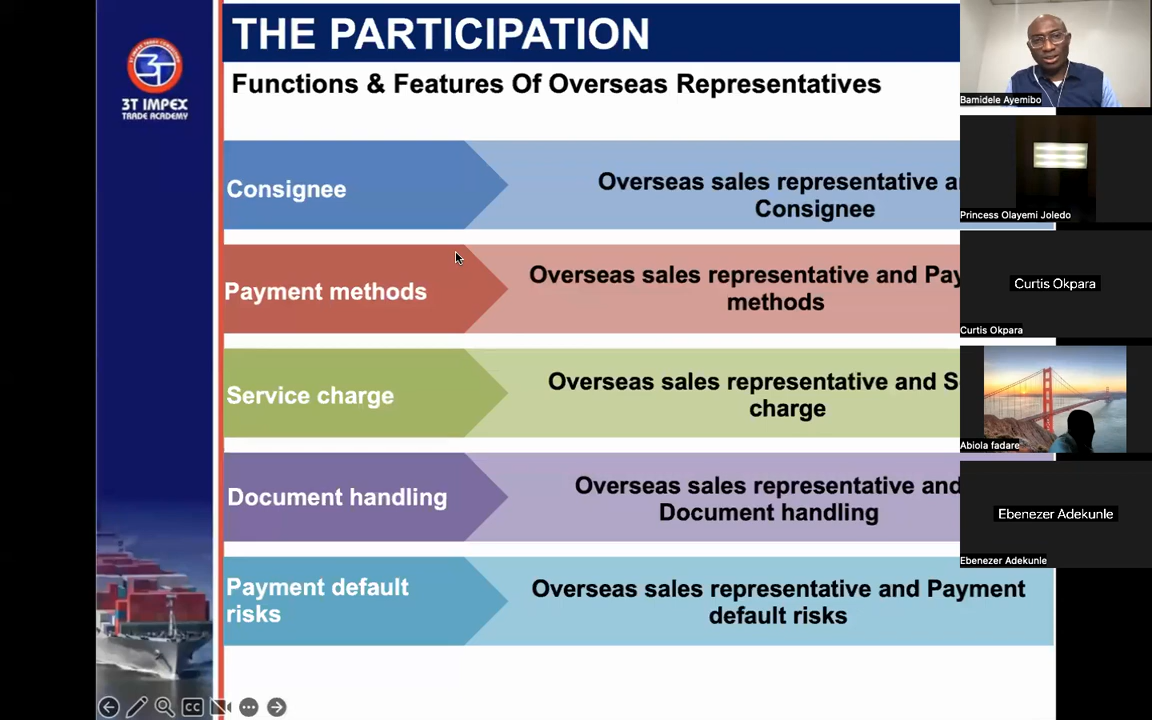 THE PARTICIPATION
Functions & Features Of Overseas Representatives
3T IMPEX
TRADE ACADEMY
Consignee
Overseas sales representative
Consignee
Payment methods
Overseas sales representative and
methods
Service charge
Overseas sales representative and
charge
Document handling
Overseas sales representative and
Document handling
Payment default
risks
Overseas sales representative and Payment
default risks
CC
Bamidele Ayemibo
Princess Olayemi Joledo
Curtis Okpara
Curtis Okpara
Abiola fadare
Ebenezer Adekunle
Ebenezer Adekunle